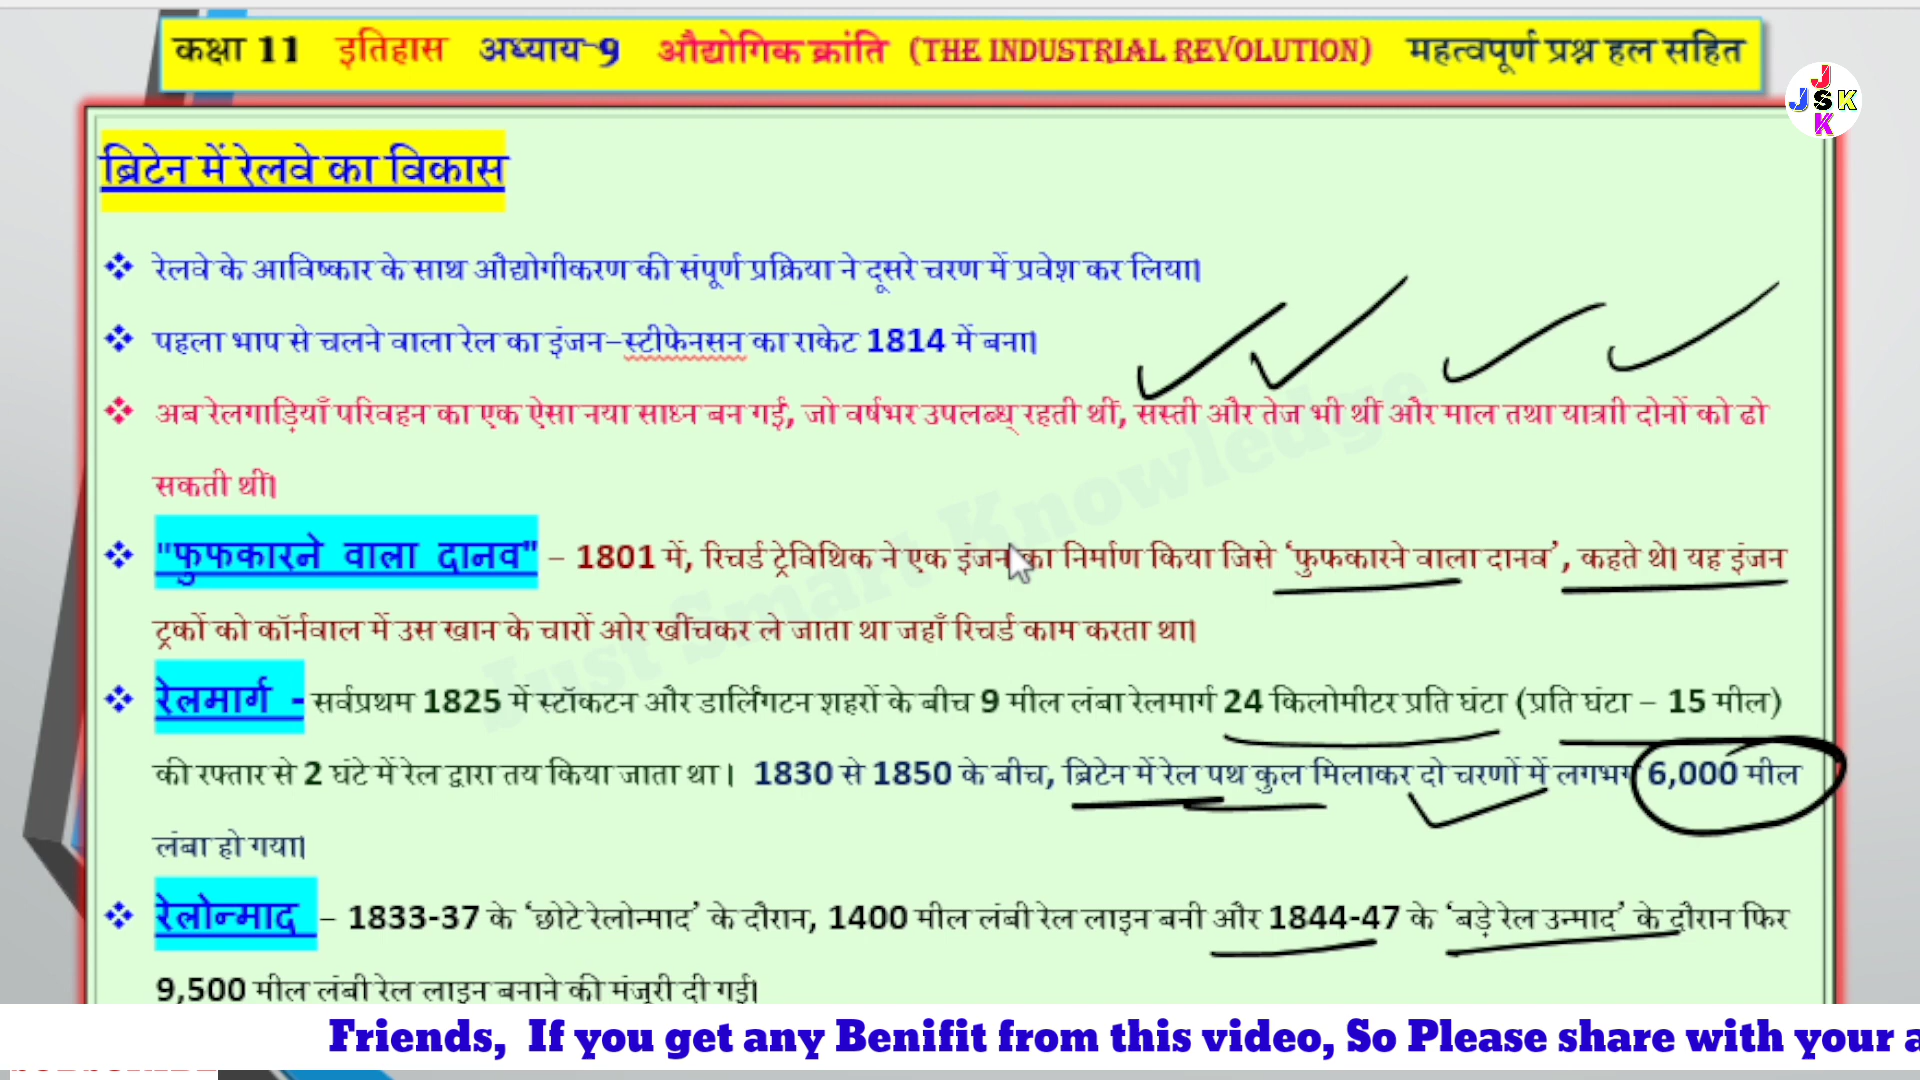 कक्षा 11 इतिहास अध्याय-9 औद्योगिक क्रांति (THE INDUSTRIAL REVOLUTION) महत्वपूर्ण प्रश्न हल सहित
J
J S K
K
ब्रिटेन में रेलवे का विकास
❖ रेलवे के आविष्कार के साथ औद्योगीकरण की संपूर्ण प्रक्रिया ने दूसरे चरण में प्रवेश कर लिया।
❖ पहला भाप से चलने वाला रेल का इंजन–स्टीफेनसन का राकेट 1814 में बना।
❖ अब रेलगाड़ियाँ परिवहन का एक ऐसा नया साध्न बन गईं, जो वर्षभर उपलब्ध् रहती थीं, सस्ती और तेज भी थीं और माल तथा यात्राी दोनों को ढो
सकती थीं।
❖ "फुफकारने वाला दानव" – 1801 में, रिचर्ड ट्रेविथिक ने एक इंजन का निर्माण किया जिसे ‘फुफकारने वाला दानव’, कहते थे। यह इंजन
ट्रकों को कॉर्नवाल में उस खान के चारों ओर खींचकर ले जाता था जहाँ रिचर्ड काम करता था।
❖ रेलमार्ग - सर्वप्रथम 1825 में स्टॉकटन और डार्लिंगटन शहरों के बीच 9 मील लंबा रेलमार्ग 24 किलोमीटर प्रति घंटा (प्रति घंटा – 15 मील)
की रफ्तार से 2 घंटे में रेल द्वारा तय किया जाता था। 1830 से 1850 के बीच, ब्रिटेन में रेल पथ कुल मिलाकर दो चरणों में लगभग 6,000 मील
लंबा हो गया।
❖ रेलोन्माद – 1833-37 के ‘छोटे रेलोन्माद’ के दौरान, 1400 मील लंबी रेल लाइन बनी और 1844-47 के ‘बड़े रेल उन्माद’ के दौरान फिर
9,500 मील लंबी रेल लाइन बनाने की मंजूरी दी गई।
Just Smart Knowledge
Friends, If you get any Benifit from this video, So Please share with your a